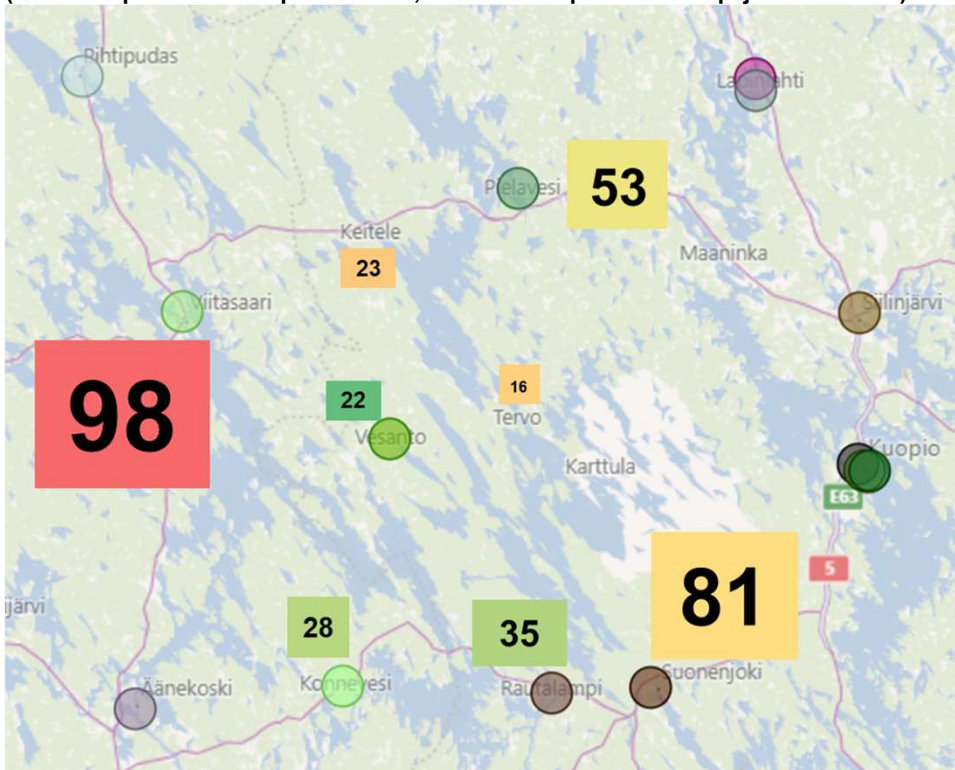 Pihtipudas
Lapinlahti
Pielavesi
53
Keitele
Maaninka
23
Viitasaari
Siilinjärvi
98
22
16
Tervo
Vesanto
Karttula
Kuopio
E63
5
81
28
35
ijärvi
Äänekoski
Konnevesi
Rautalampi
Suonenjoki